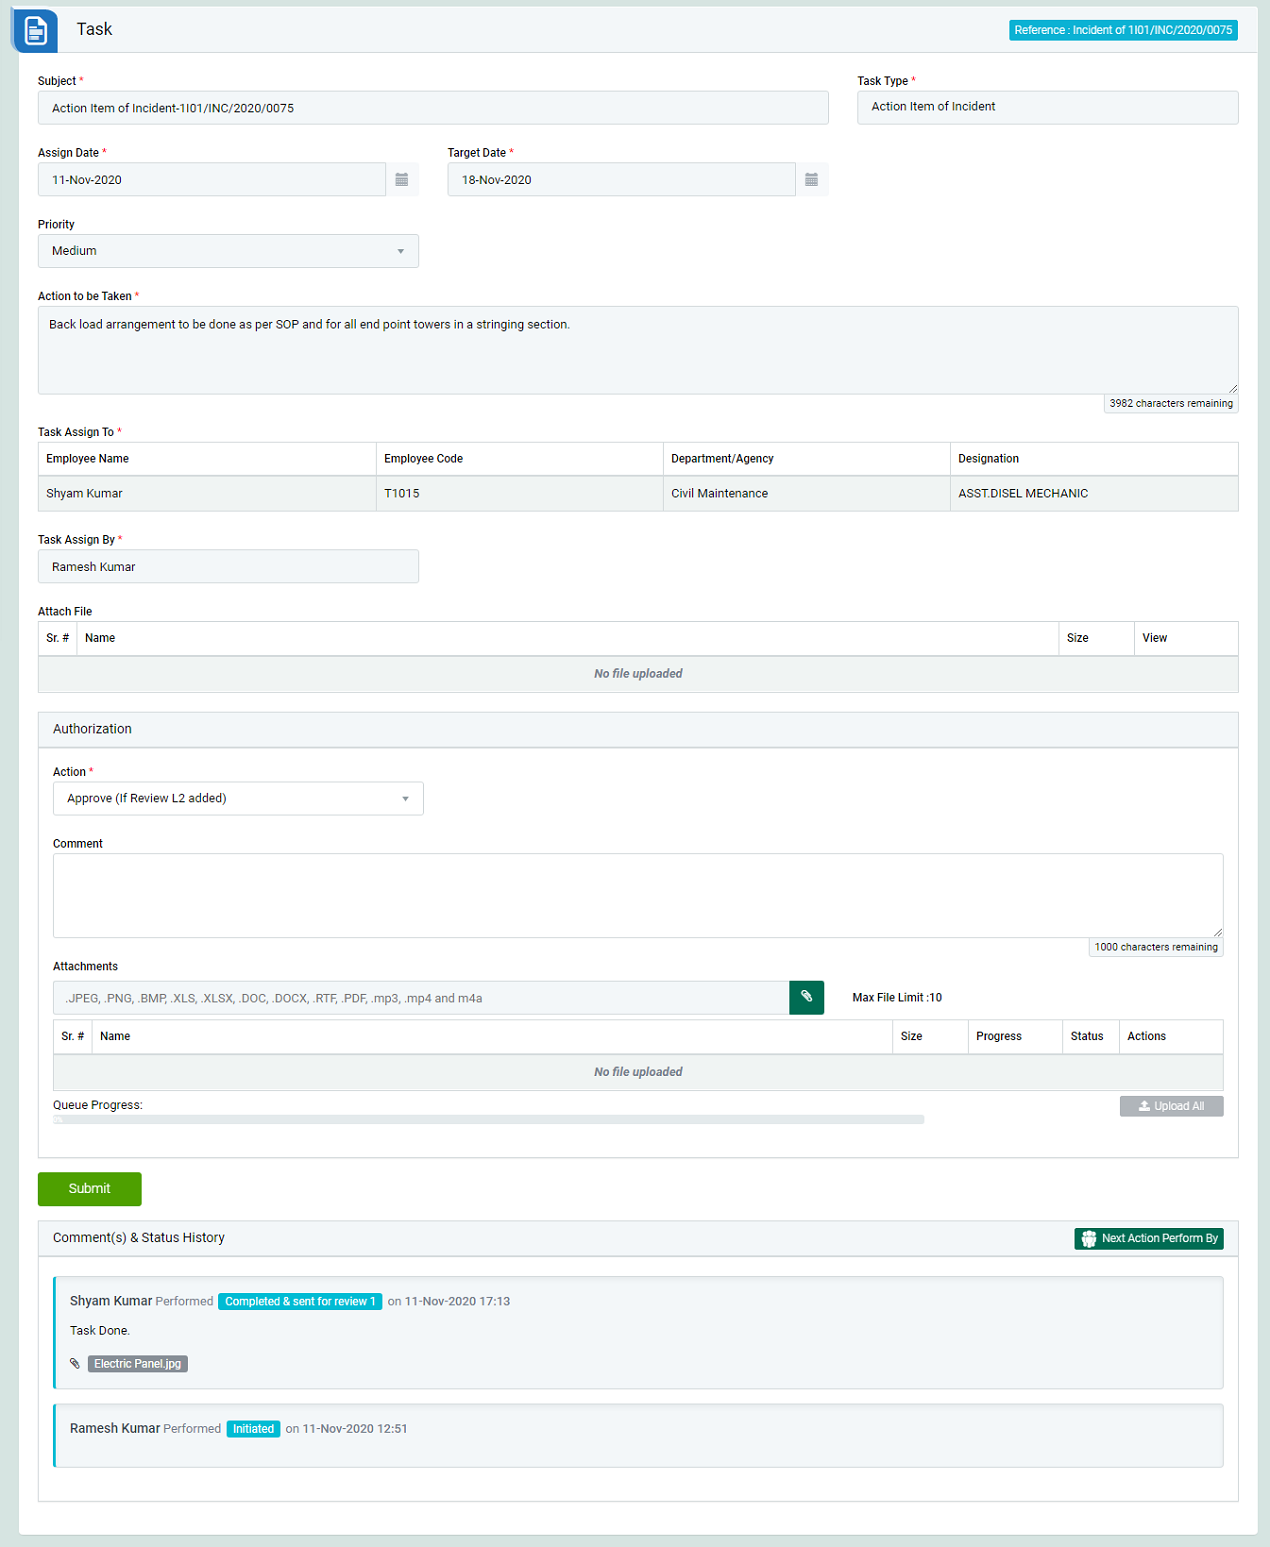 Task
Reference : Incident of 1I01/INC/2020/0075
Subject *
Task Type *
Action Item of Incident-1I01/INC/2020/0075
Action Item of Incident
Assign Date *
Target Date *
11-Nov-2020
18-Nov-2020
Priority
Medium
Action to be Taken *
Back load arrangement to be done as per SOP and for all end point towers in a stringing section.
3982 characters remaining
Task Assign To *
Employee Name Employee Code Department/Agency Designation
Shyam Kumar T1015 Civil Maintenance ASST.DISEL MECHANIC
Task Assign By *
Ramesh Kumar
Attach File
Sr. # Name Size View
No file uploaded
Authorization
Action *
Approve (If Review L2 added)
Comment
1000 characters remaining
Attachments
.JPEG, .PNG, .BMP, .XLS, .XLSX, .DOC, .DOCX, .RTF, .PDF, .mp3, .mp4 and m4a
Max File Limit :10
Sr. # Name Size Progress Status Actions
No file uploaded
Queue Progress:
Upload All
Submit
Comment(s) & Status History
Next Action Perform By
Shyam Kumar Performed Completed & sent for review 1 on 11-Nov-2020 17:13
Task Done.
Electric Panel.jpg
Ramesh Kumar Performed Initiated on 11-Nov-2020 12:51